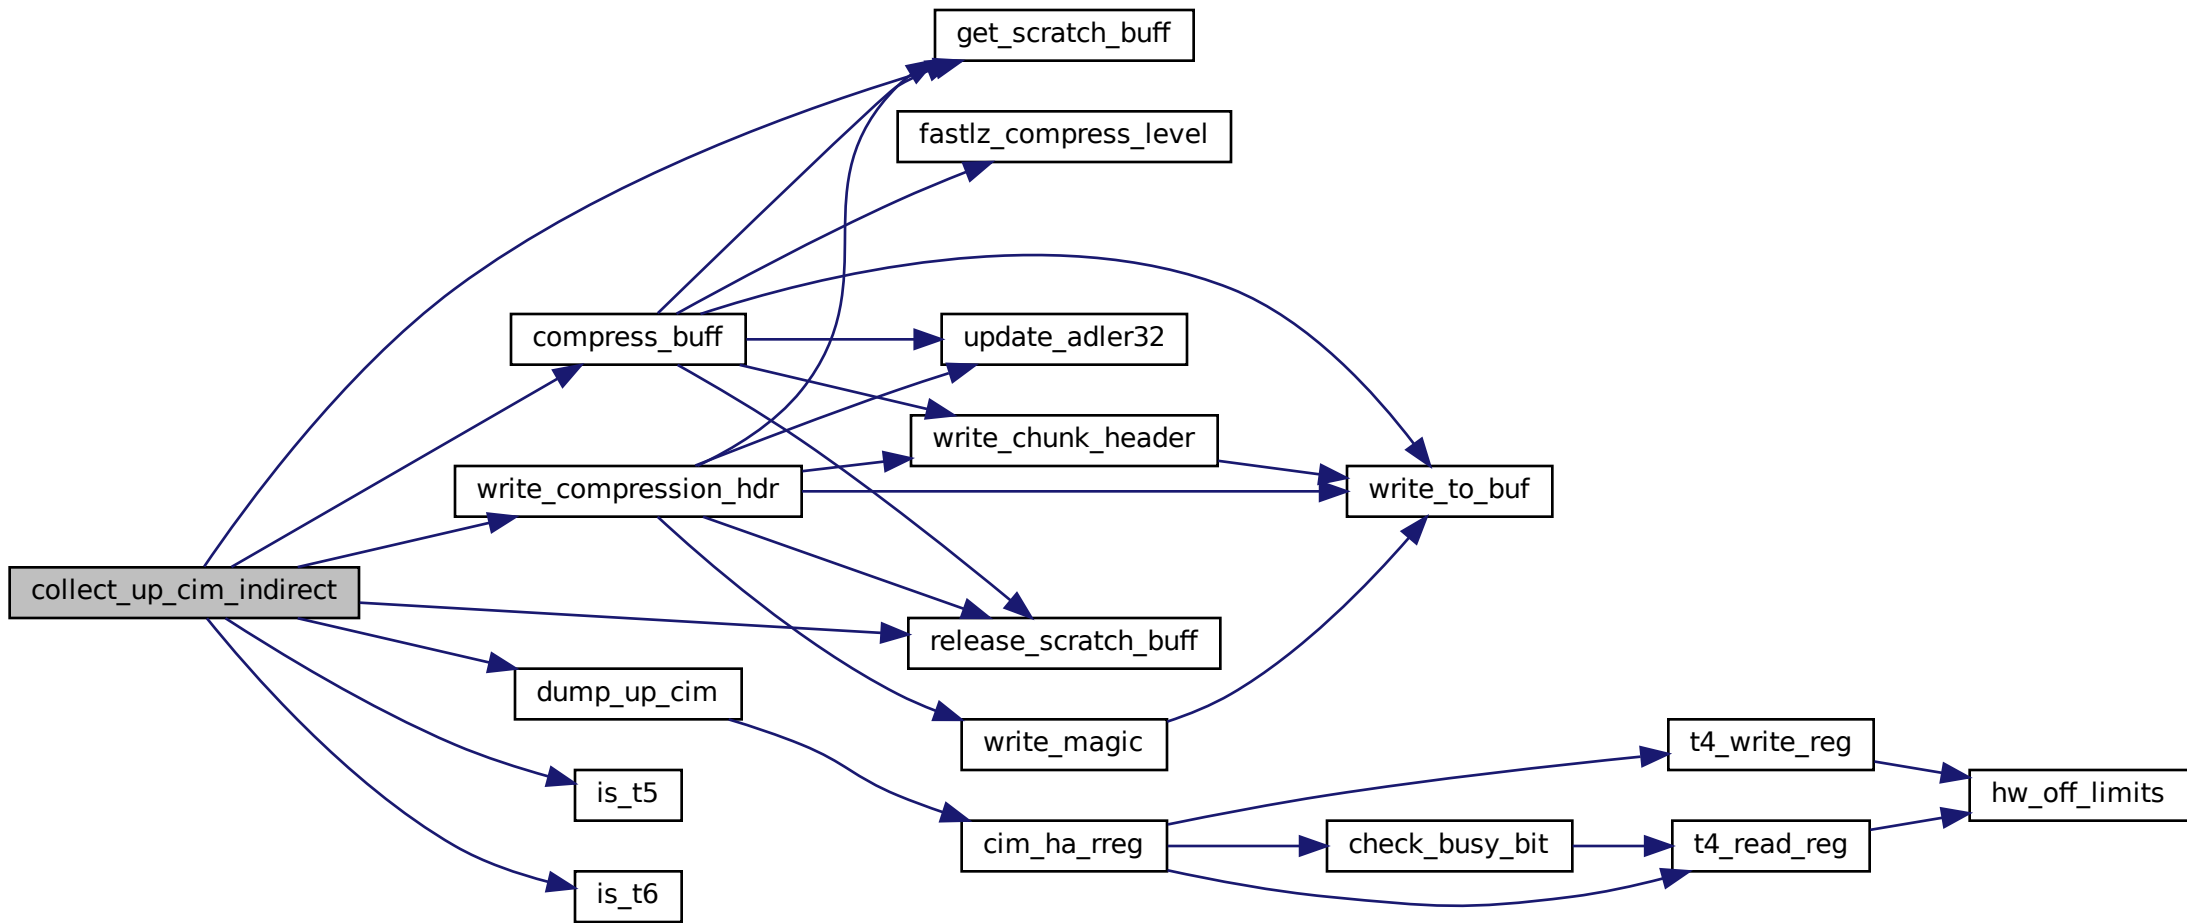 get_scratch_buff
fastlz_compress_level
compress_buff
update_adler32
write_chunk_header
write_compression_hdr
write_to_buf
collect_up_cim_indirect
release_scratch_buff
dump_up_cim
write_magic
t4_write_reg
is_t5
hw_off_limits
cim_ha_rreg
check_busy_bit
t4_read_reg
is_t6